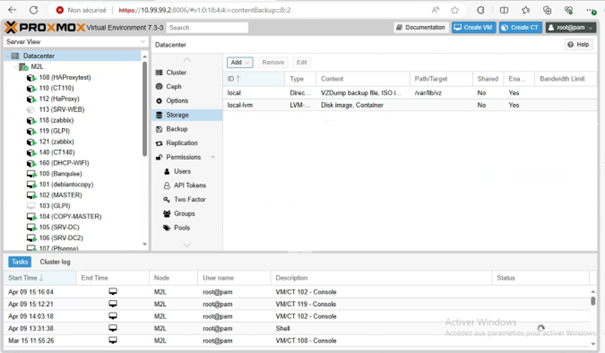 Non sécurisé | https://10.99.99.2:8006/#v1:0:18:4:4:=contentBackup::8::2
PROXMOX Virtual Environment 7.3-3 Search Documentation Create VM Create CT root@pam
Server View
Datacenter
M2L
108 (HAProxytest)
110 (CT110)
112 (HaProxy)
113 (SRV-WEB)
118 (zabbix)
119 (GLPI)
121 (zabbix)
140 (CT140)
160 (DHCP-WIFI)
100 (Banquise)
101 (debiantocopy)
102 (MASTER)
103 (GLPI)
104 (COPY-MASTER)
105 (SRV-DC)
106 (SRV-DC2)
107 (Pfsense)
Datacenter Help
Cluster
Ceph
Options
Storage
Backup
Replication
Permissions
Users
API Tokens
Two Factor
Groups
Pools
Add Remove Edit
ID Type Content Path/Target Shared Ena... Bandwidth Limit
local Direc... VZDump backup file, ISO i... /var/lib/vz No Yes
local-lvm LVM-... Disk image, Container No Yes
Tasks Cluster log
Start Time End Time Node User name Description Status
Apr 09 15:16:04 M2L root@pam VM/CT 102 - Console
Apr 09 15:12:21 M2L root@pam VM/CT 119 - Console
Apr 09 14:03:18 M2L root@pam VM/CT 102 - Console
Apr 09 13:31:38 M2L root@pam Shell
Mar 15 11:55:26 M2L root@pam VM/CT 108 - Console
Activer Windows
Accédez aux paramètres pour activer Windows.